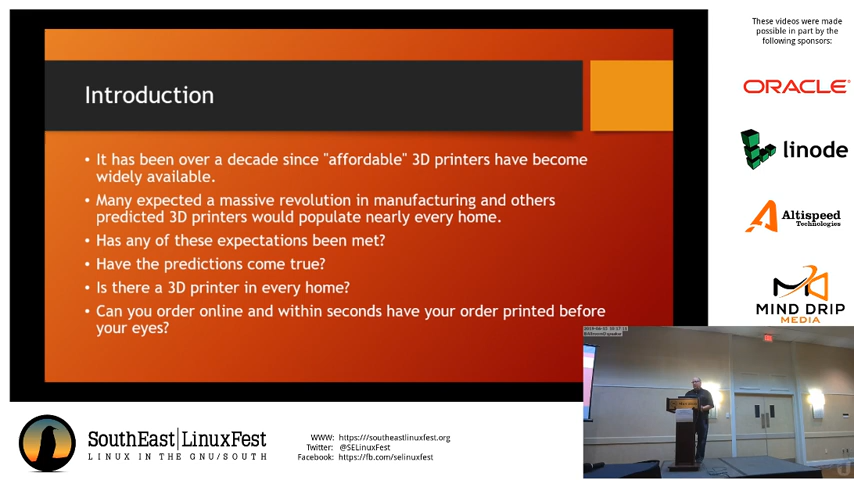 These videos were made
possible in part by the
following sponsors:
ORACLE
linode
Altispeed
Technologies
MIND DRIP
MEDIA
Introduction
• It has been over a decade since "affordable" 3D printers have become
widely available.
• Many expected a massive revolution in manufacturing and others
predicted 3D printers would populate nearly every home.
• Has any of these expectations been met?
• Have the predictions come true?
• Is there a 3D printer in every home?
• Can you order online and within seconds have your order printed before
your eyes?
SouthEast|LinuxFest
LINUX IN THE GNU/SOUTH
WWW: https://southeastlinuxfest.org
Twitter: @SELinuxFest
Facebook: https://fb.com/selinuxfest